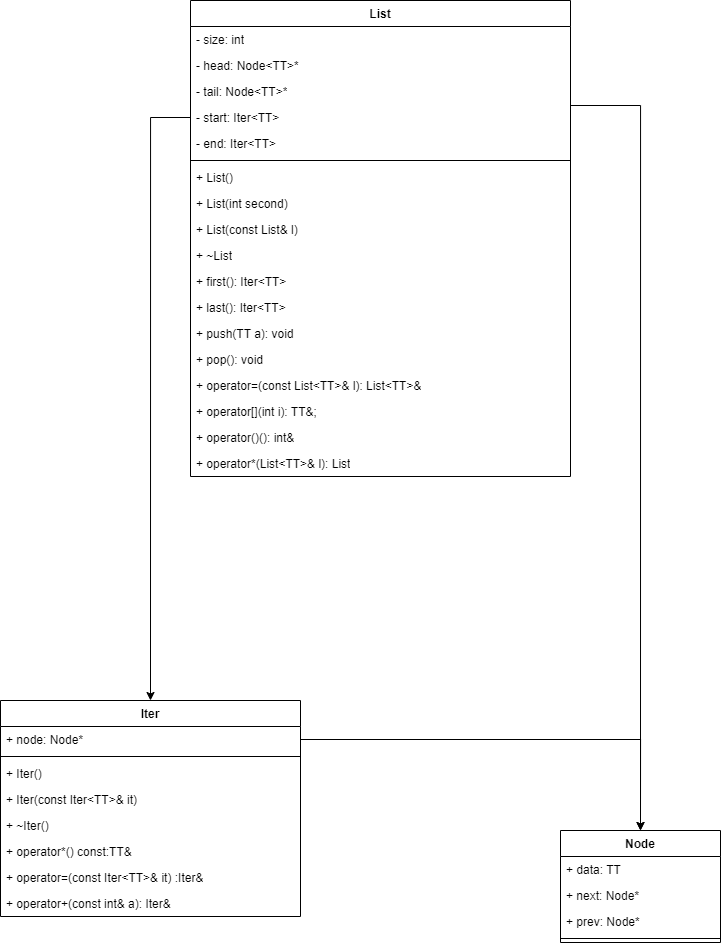 List
- size: int
- head: Node<TT>*
- tail: Node<TT>*
- start: Iter<TT>
- end: Iter<TT>
+ List()
+ List(int second)
+ List(const List& l)
+ ~List
+ first(): Iter<TT>
+ last(): Iter<TT>
+ push(TT a): void
+ pop(): void
+ operator=(const List<TT>& l): List<TT>&
+ operator[](int i): TT&;
+ operator()(): int&
+ operator*(List<TT>& l): List
Iter
+ node: Node*
+ Iter()
+ Iter(const Iter<TT>& it)
+ ~Iter()
+ operator*() const:TT&
+ operator=(const Iter<TT>& it) :Iter&
+ operator+(const int& a): Iter&
Node
+ data: TT
+ next: Node*
+ prev: Node*